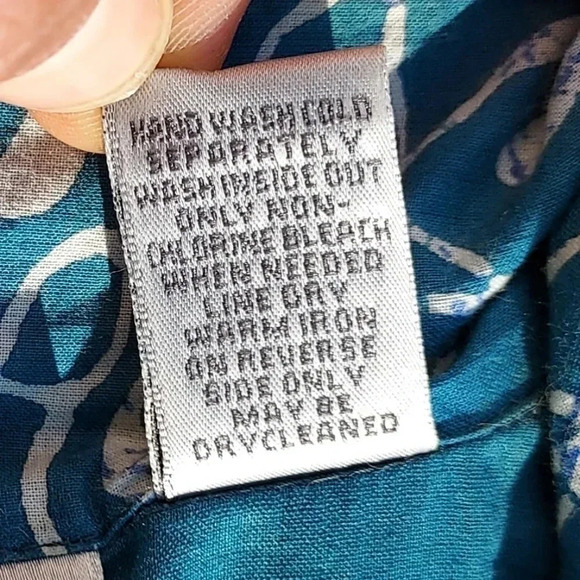 HAND WASH COLD
SEPARATELY
WASH INSIDE OUT
ONLY NON-
CHLORINE BLEACH
WHEN NEEDED
LINE DRY
WARM IRON
ON REVERSE
SIDE ONLY
MAY BE
DRYCLEANED